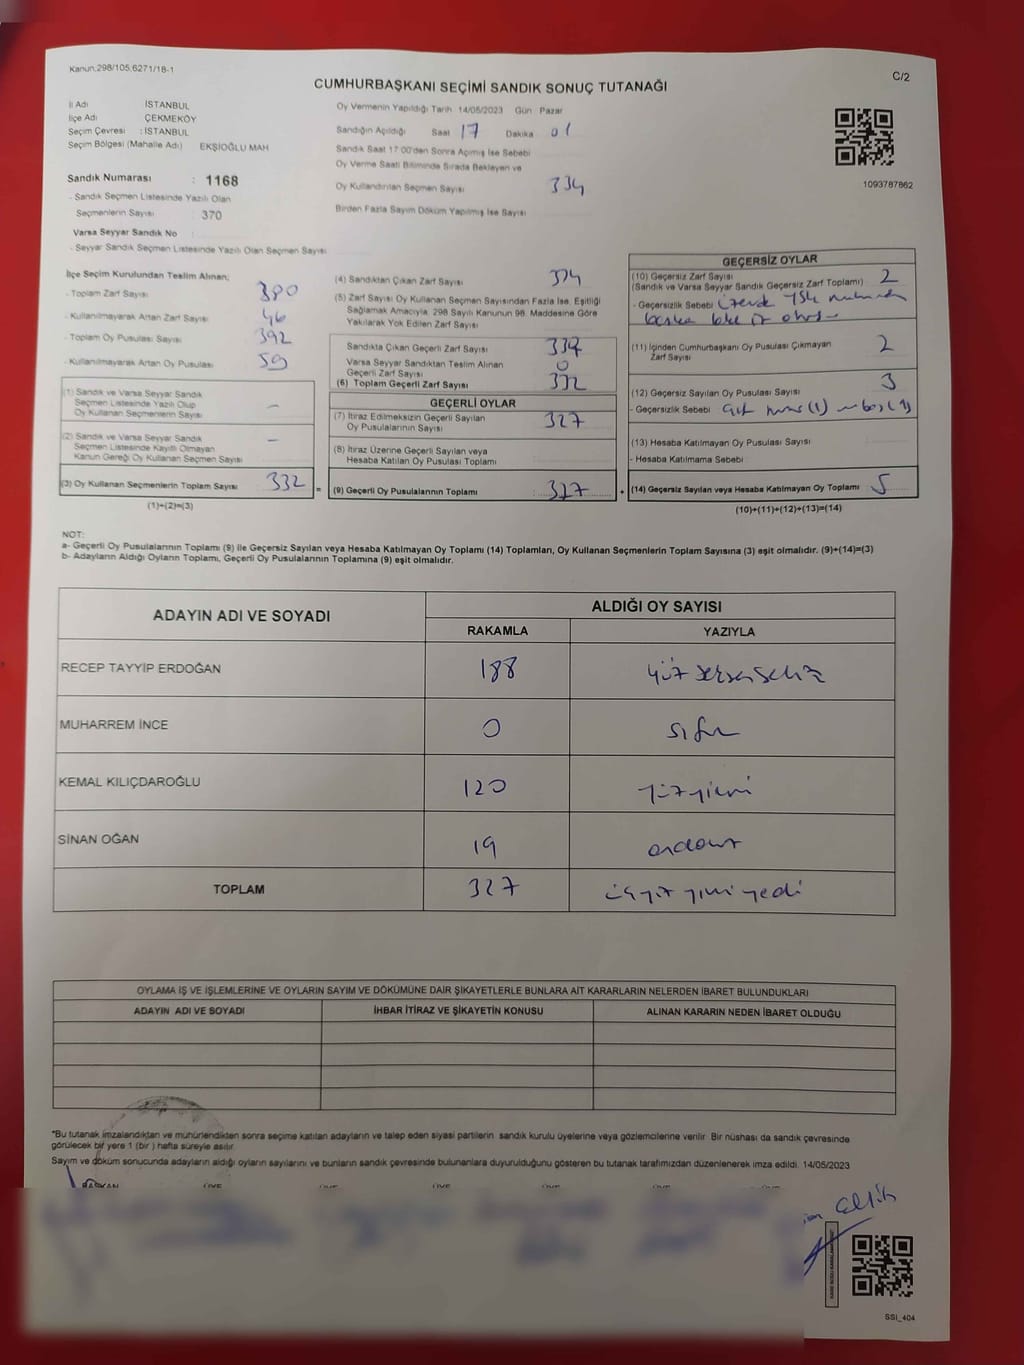 Kanun.298/105.6271/18-1
C/2
CUMHURBAŞKANI SEÇİMİ SANDIK SONUÇ TUTANAĞI
İl Adı İSTANBUL
İlçe Adı ÇEKMEKÖY
Seçim Çevresi : İSTANBUL
Seçim Bölgesi (Mahalle Adı) EKŞİOĞLU MAH
Sandık Numarası : 1168
- Sandık Seçmen Listesinde Yazılı Olan
Seçmenlerin Sayısı : 370
Varsa Seyyar Sandık No
- Seyyar Sandık Seçmen Listesinde Yazılı Olan Seçmen Sayısı
Oy Vermenin Yapıldığı Tarih 14/05/2023 Gün Pazar
Sandığın Açıldığı Saat 17 Dakika 01
Sandık Saat 17:00'den Sonra Açılmış İse Sebebi
Oy Verme Saati Bitiminde Sırada Bekleyen ve
Oy Kullandırılan Seçmen Sayısı 334
Birden Fazla Sayım Döküm Yapılmış İse Sayısı
1093787862
İlçe Seçim Kurulundan Teslim Alınan;
- Toplam Zarf Sayısı 380
- Kullanılmayarak Artan Zarf Sayısı 46
- Toplam Oy Pusulası Sayısı 392
- Kullanılmayarak Artan Oy Pusulası 59
(1) Sandık ve Varsa Seyyar Sandık
Seçmen Listesinde Yazılı Olup
Oy Kullanan Seçmenlerin Sayısı –
(2) Sandık ve Varsa Seyyar Sandık
Seçmen Listesinde Kayıtlı Olmayan
Kanun Gereği Oy Kullanan Seçmen Sayısı –
(3) Oy Kullanan Seçmenlerin Toplam Sayısı 332 =
(1)+(2)=(3)
(4) Sandıktan Çıkan Zarf Sayısı 334
(5) Zarf Sayısı Oy Kullanan Seçmen Sayısından Fazla İse, Eşitliği
Sağlamak Amacıyla, 298 Sayılı Kanunun 98. Maddesine Göre
Yakılarak Yok Edilen Zarf Sayısı
Sandıkta Çıkan Geçerli Zarf Sayısı
Varsa Seyyar Sandıktan Teslim Alınan
Geçerli Zarf Sayısı 0
(6) Toplam Geçerli Zarf Sayısı 332
GEÇERLİ OYLAR
(7) İtiraz Edilmeksizin Geçerli Sayılan
Oy Pusulalarının Sayısı 327
(8) İtiraz Üzerine Geçerli Sayılan veya
Hesaba Katılan Oy Pusulası Toplamı
(9) Geçerli Oy Pusulalarının Toplamı : 327 +
GEÇERSİZ OYLAR
(10) Geçersiz Zarf Sayısı 2
(Sandık ve Varsa Seyyar Sandık Geçersiz Zarf Toplamı)
- Geçersizlik Sebebi
(11) İçinden Cumhurbaşkanı Oy Pusulası Çıkmayan
Zarf Sayısı 2
(12) Geçersiz Sayılan Oy Pusulası Sayısı 3
- Geçersizlik Sebebi
(13) Hesaba Katılmayan Oy Pusulası Sayısı
- Hesaba Katılmama Sebebi
(14) Geçersiz Sayılan veya Hesaba Katılmayan Oy Toplamı 5
(10)+(11)+(12)+(13)=(14)
NOT:
a- Geçerli Oy Pusulalarının Toplamı (9) ile Geçersiz Sayılan veya Hesaba Katılmayan Oy Toplamı (14) Toplamları, Oy Kullanan Seçmenlerin Toplam Sayısına (3) eşit olmalıdır. (9)+(14)=(3)
b- Adayların Aldığı Oyların Toplamı, Geçerli Oy Pusulalarının Toplamına (9) eşit olmalıdır.
ADAYIN ADI VE SOYADI
ALDIĞI OY SAYISI
RAKAMLA YAZIYLA
RECEP TAYYİP ERDOĞAN 188 yüz seksen sekiz
MUHARREM İNCE 0 sıfır
KEMAL KILIÇDAROĞLU 120 yüz yirmi
SİNAN OĞAN 19 ondokuz
TOPLAM 327 üçyüz yirmi yedi
OYLAMA İŞ VE İŞLEMLERİNE VE OYLARIN SAYIM VE DÖKÜMÜNE DAİR ŞİKAYETLERLE BUNLARA AİT KARARLARIN NELERDEN İBARET BULUNDUKLARI
ADAYIN ADI VE SOYADI İHBAR İTİRAZ VE ŞİKAYETİN KONUSU ALINAN KARARIN NEDEN İBARET OLDUĞU
*Bu tutanak imzalandıktan ve mühürlendikten sonra seçime katılan adayların ve talep eden siyasi partilerin sandık kurulu üyelerine veya gözlemcilerine verilir. Bir nüshası da sandık çevresinde
görülecek bir yere 1 (bir) hafta süreyle asılır.
Sayım ve döküm sonucunda adayların aldığı oyların sayılarını ve bunların sandık çevresinde bulunanlara duyurulduğunu gösteren bu tutanak tarafımızdan düzenlenerek imza edildi. 14/05/2023
BAŞKAN ÜYE ÜYE ÜYE ÜYE ÜYE ÜYE
SSİ_404